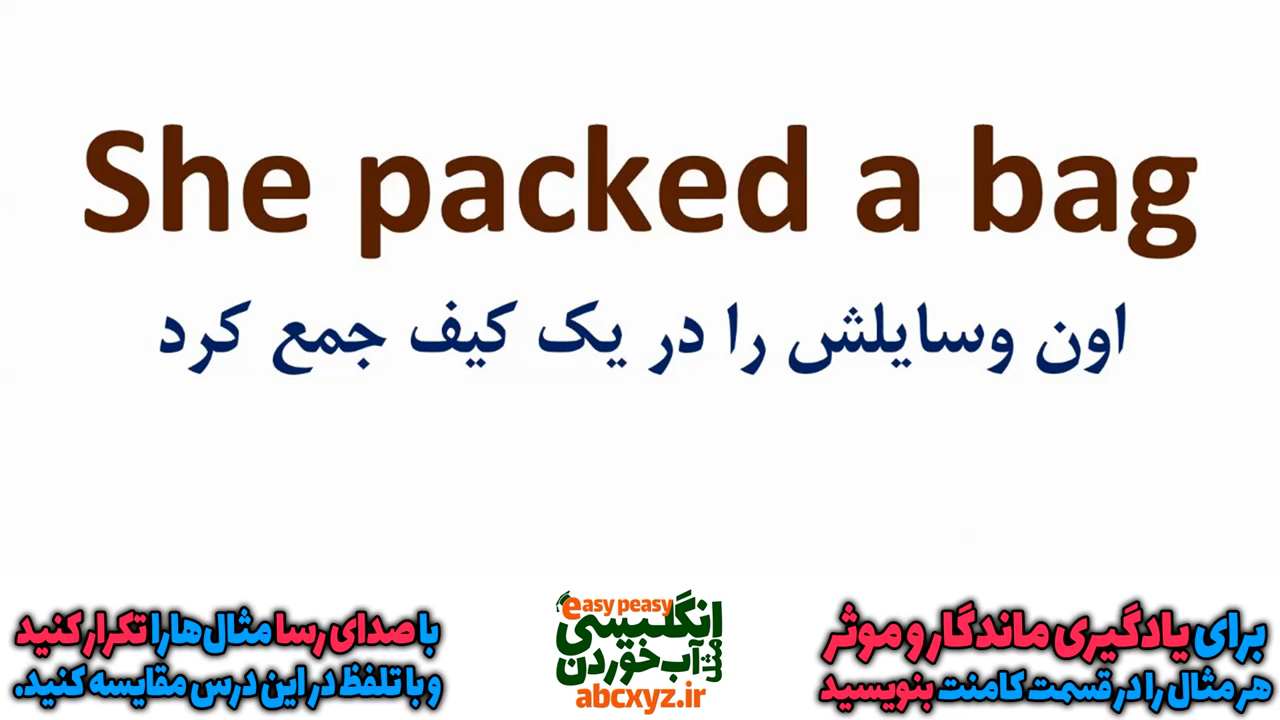 She packed a bag
اون وسایلش را در یک کیف جمع کرد
برای یادگیری ماندگار و موثر
هر مثال را در قسمت کامنت بنویسید
easy peasy
انگلیسی
مثل آب خوردن
abcxyz.ir
با صدای رسا مثال‌ها را تکرار کنید
و با تلفظ در این درس مقایسه کنید.